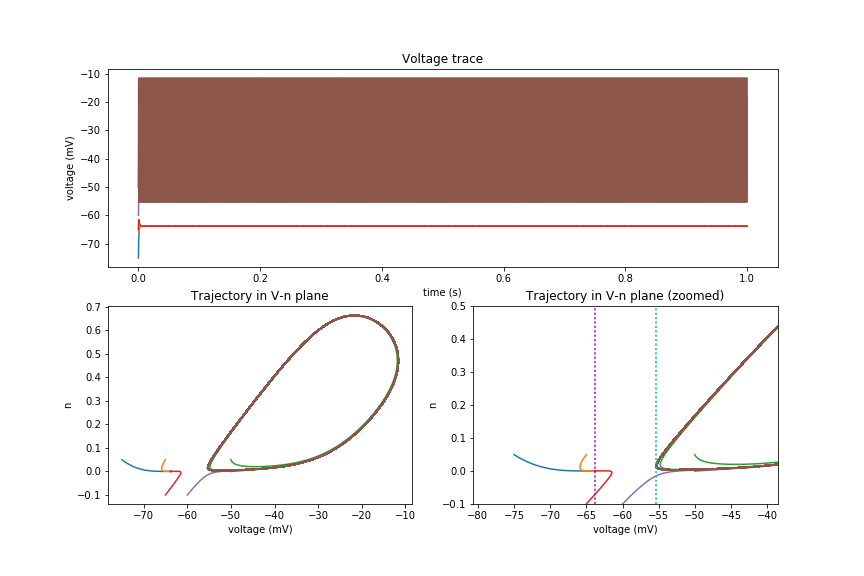 Voltage trace
−10
−20
−30
−40
−50
−60
−70
voltage (mV)
0.0 0.2 0.4 0.6 0.8 1.0
time (s)
Trajectory in V-n plane
0.7
0.6
0.5
0.4
0.3
0.2
0.1
0.0
−0.1
n
−70 −60 −50 −40 −30 −20 −10
voltage (mV)
Trajectory in V-n plane (zoomed)
0.5
0.4
0.3
0.2
0.1
0.0
−0.1
n
−80 −75 −70 −65 −60 −55 −50 −45 −40
voltage (mV)